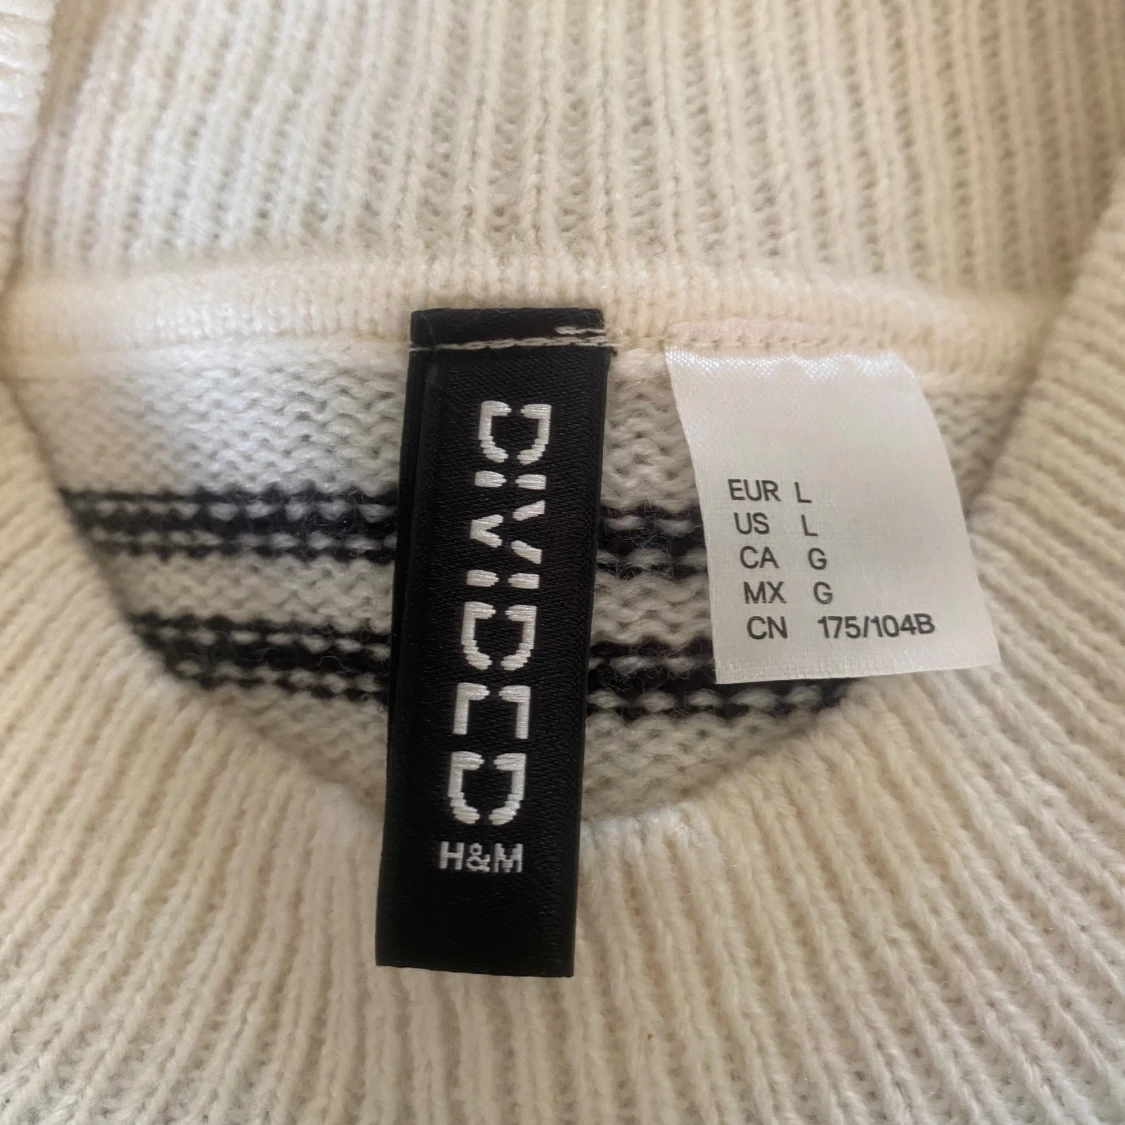 DIVIDED
H&M
EUR L
US L
CA G
MX G
CN 175/104B